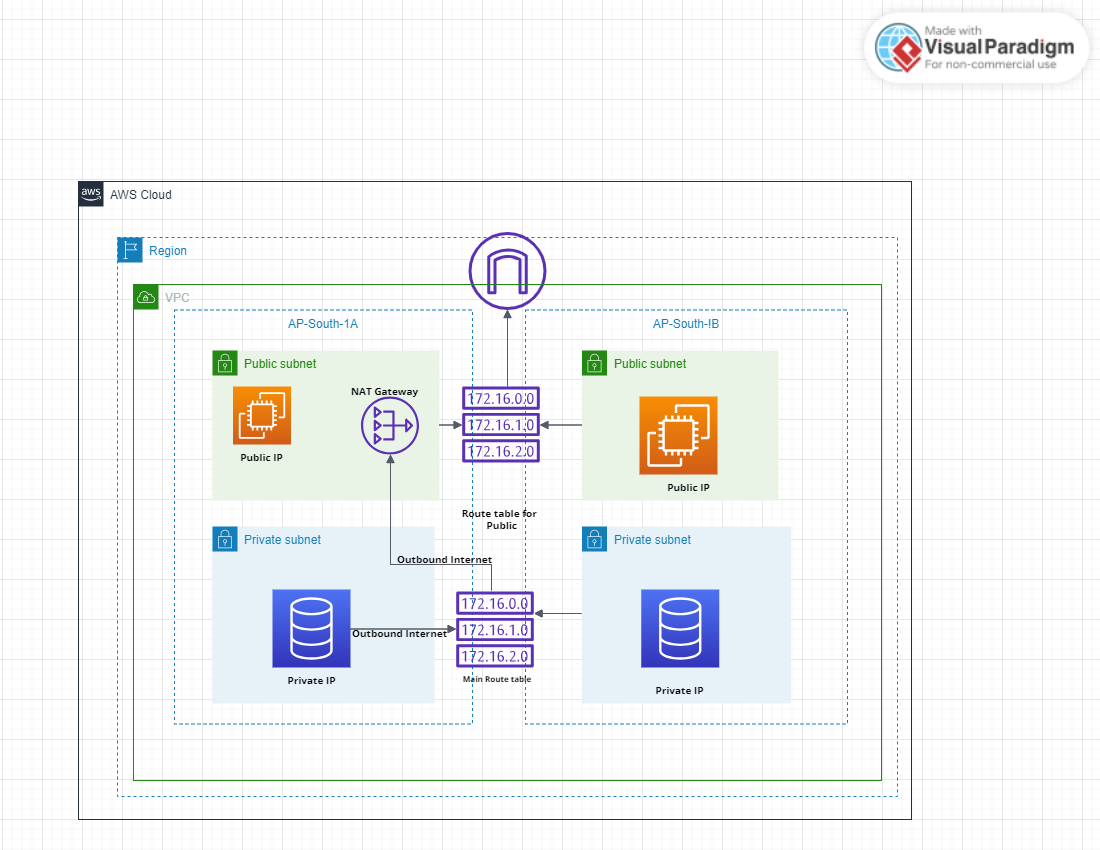 Made with
Visual Paradigm
For non-commercial use
aws
AWS Cloud
Region
VPC
AP-South-1A
AP-South-!B
Public subnet
Public subnet
NAT Gateway
172.16.0.0
172.16.1.0
172.16.2.0
Public IP
Public IP
Route table for
Public
Private subnet
Private subnet
Outbound Internet
172.16.0.0
172.16.1.0
172.16.2.0
Outbound Internet
Main Route table
Private IP
Private IP